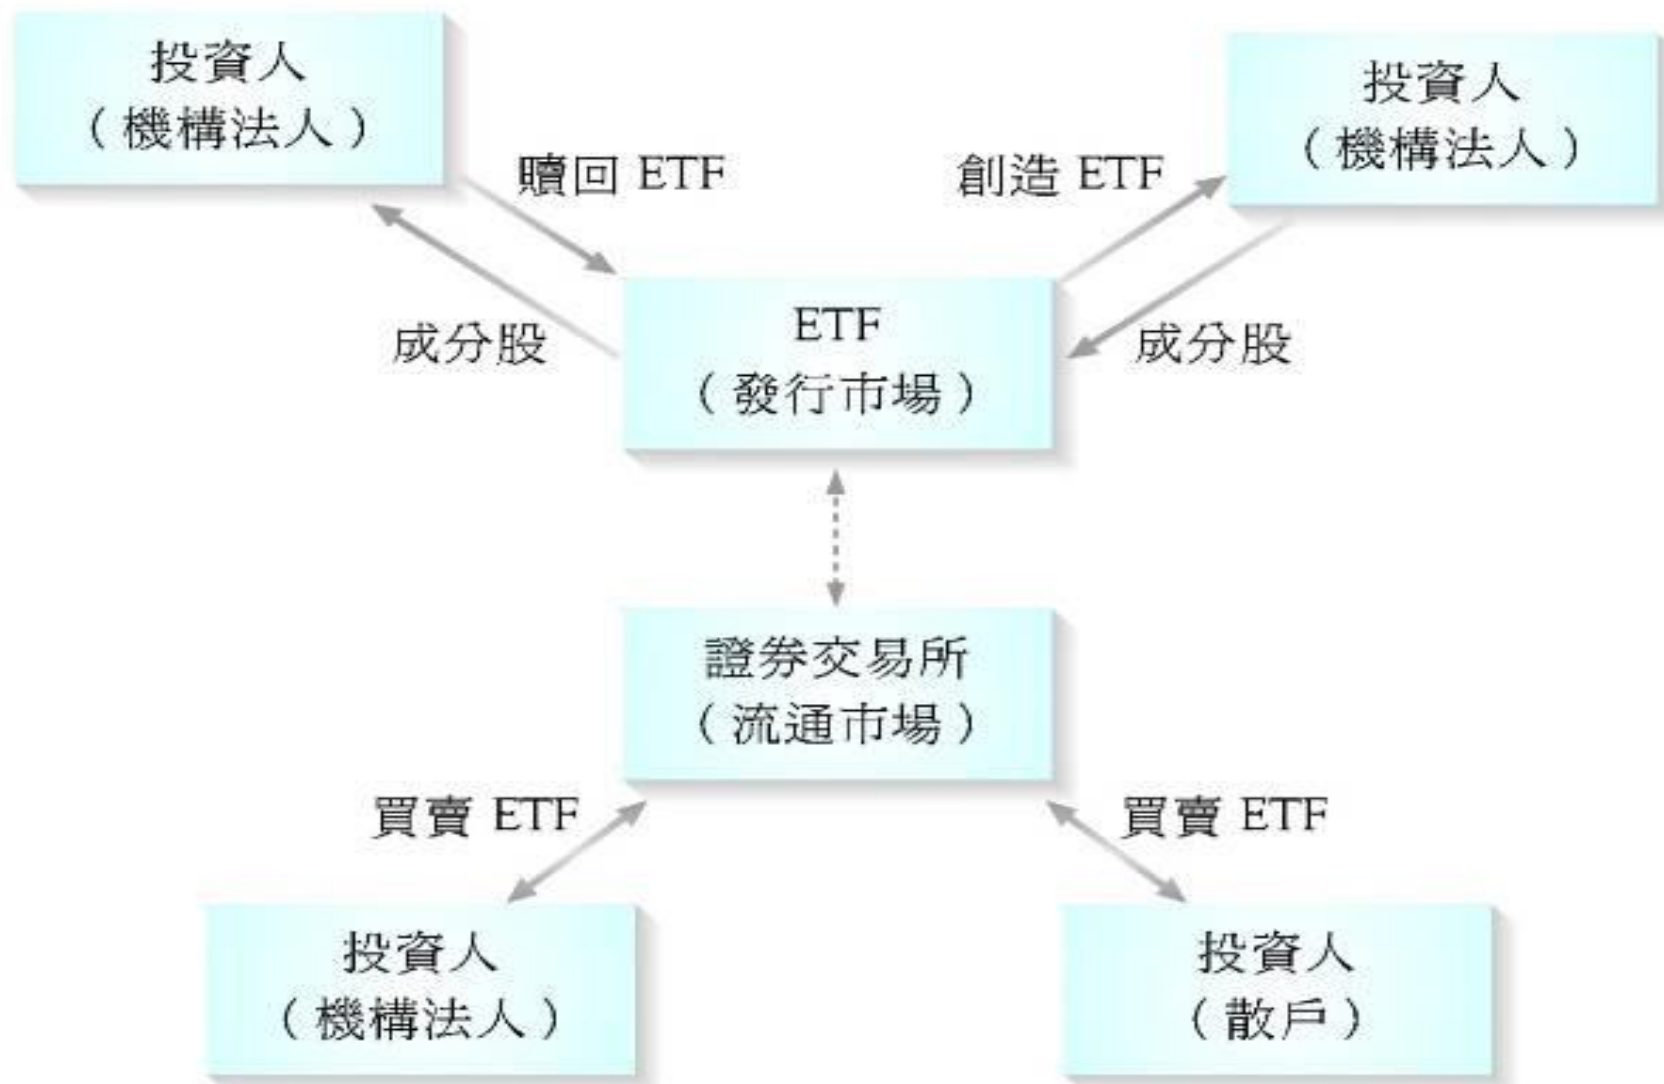 投資人
（機構法人）
投資人
（機構法人）
贖回 ETF
創造 ETF
成分股
ETF
（發行市場）
成分股
證券交易所
（流通市場）
買賣 ETF
買賣 ETF
投資人
（機構法人）
投資人
（散戶）